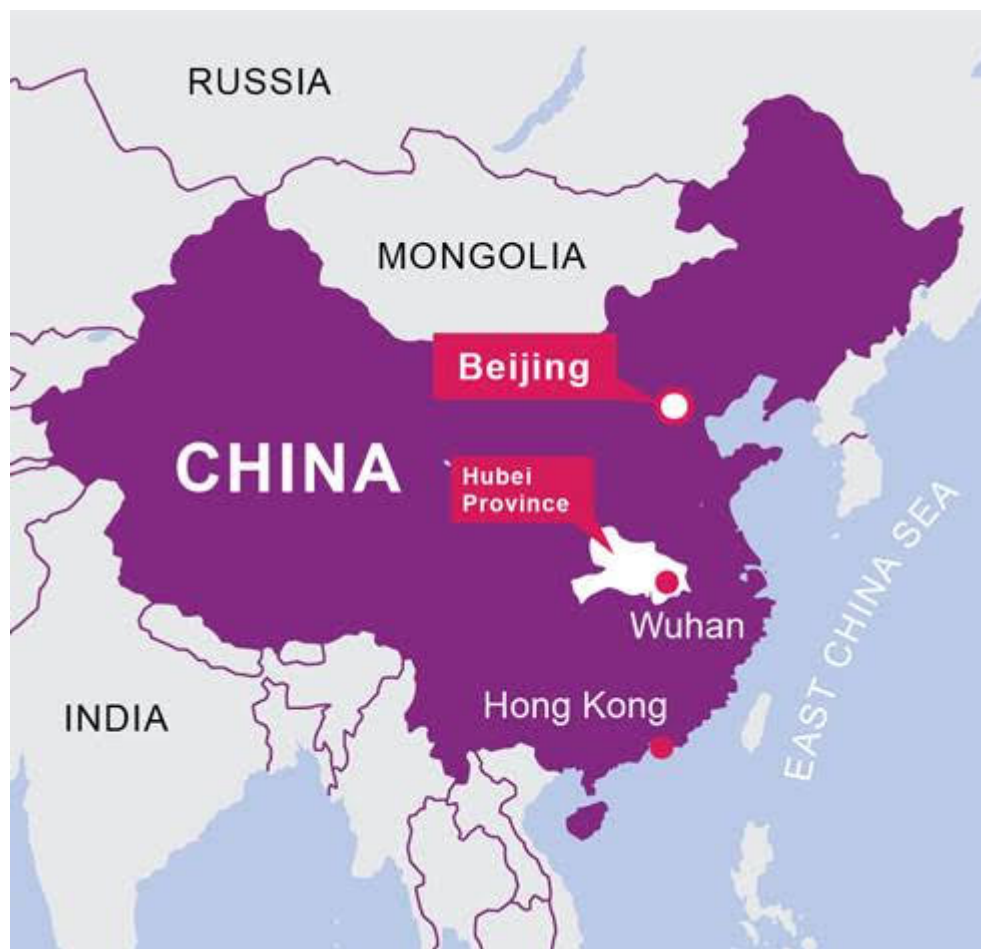 RUSSIA
MONGOLIA
Beijing
CHINA
Hubei
Province
Wuhan
Hong Kong
INDIA
EAST CHINA SEA